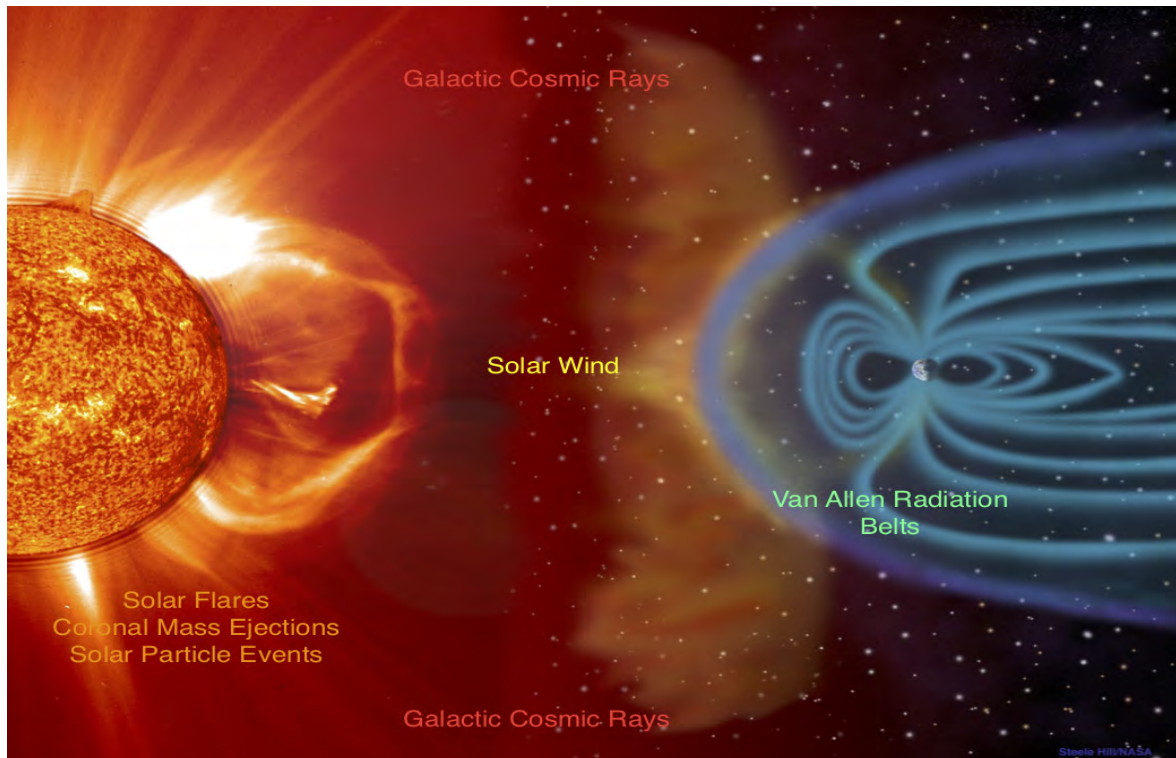 Galactic Cosmic Rays
Solar Wind
Van Allen Radiation
Belts
Solar Flares
Coronal Mass Ejections
Solar Particle Events
Galactic Cosmic Rays
Steele Hill/NASA